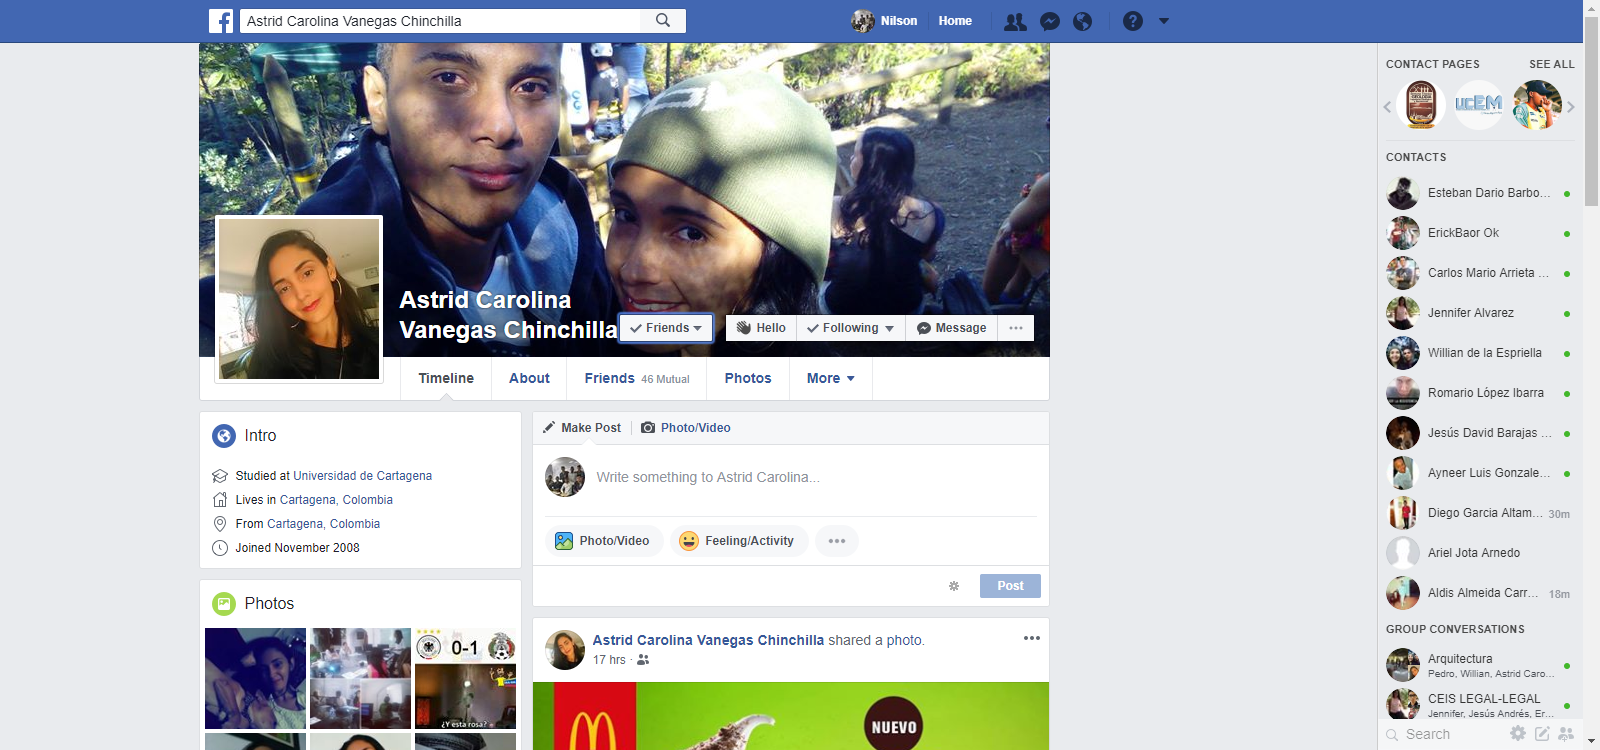 Astrid Carolina Vanegas Chinchilla
Nilson
Home
CONTACT PAGES
SEE ALL
UCEM
CONTACTS
Esteban Dario Barbo...
ErickBaor Ok
Carlos Mario Arrieta ...
Jennifer Alvarez
Willian de la Espriella
Romario López Ibarra
Jesús David Barajas ...
Ayneer Luis Gonzale...
Diego Garcia Altam... 30m
Ariel Jota Arnedo
Aldis Almeida Carr... 18m
GROUP CONVERSATIONS
Arquitectura
Pedro, Willian, Astrid Caro...
CEIS LEGAL-LEGAL
Jennifer, Jesús Andrés, Er...
Search
Astrid Carolina
Vanegas Chinchilla
Friends
Hello
Following
Message
Timeline
About
Friends 46 Mutual
Photos
More
Intro
Studied at Universidad de Cartagena
Lives in Cartagena, Colombia
From Cartagena, Colombia
Joined November 2008
Photos
0-1
¿Y esta rosa?
Make Post
Photo/Video
Write something to Astrid Carolina...
Photo/Video
Feeling/Activity
Post
Astrid Carolina Vanegas Chinchilla shared a photo.
17 hrs
NUEVO